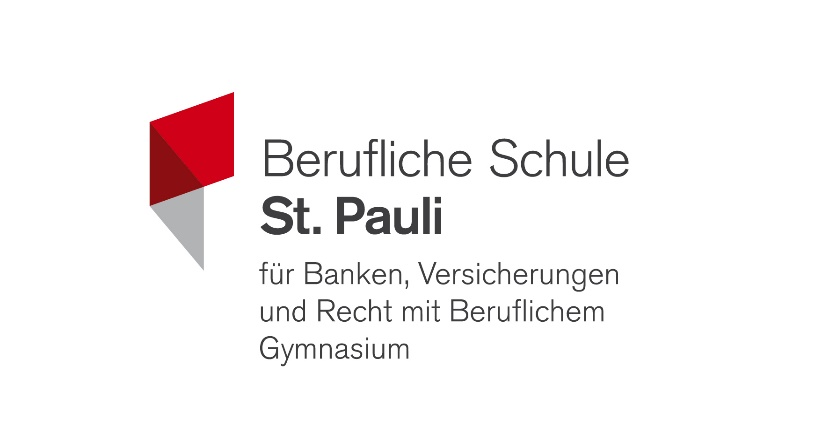 Berufliche Schule
St. Pauli
für Banken, Versicherungen
und Recht mit Beruflichem
Gymnasium